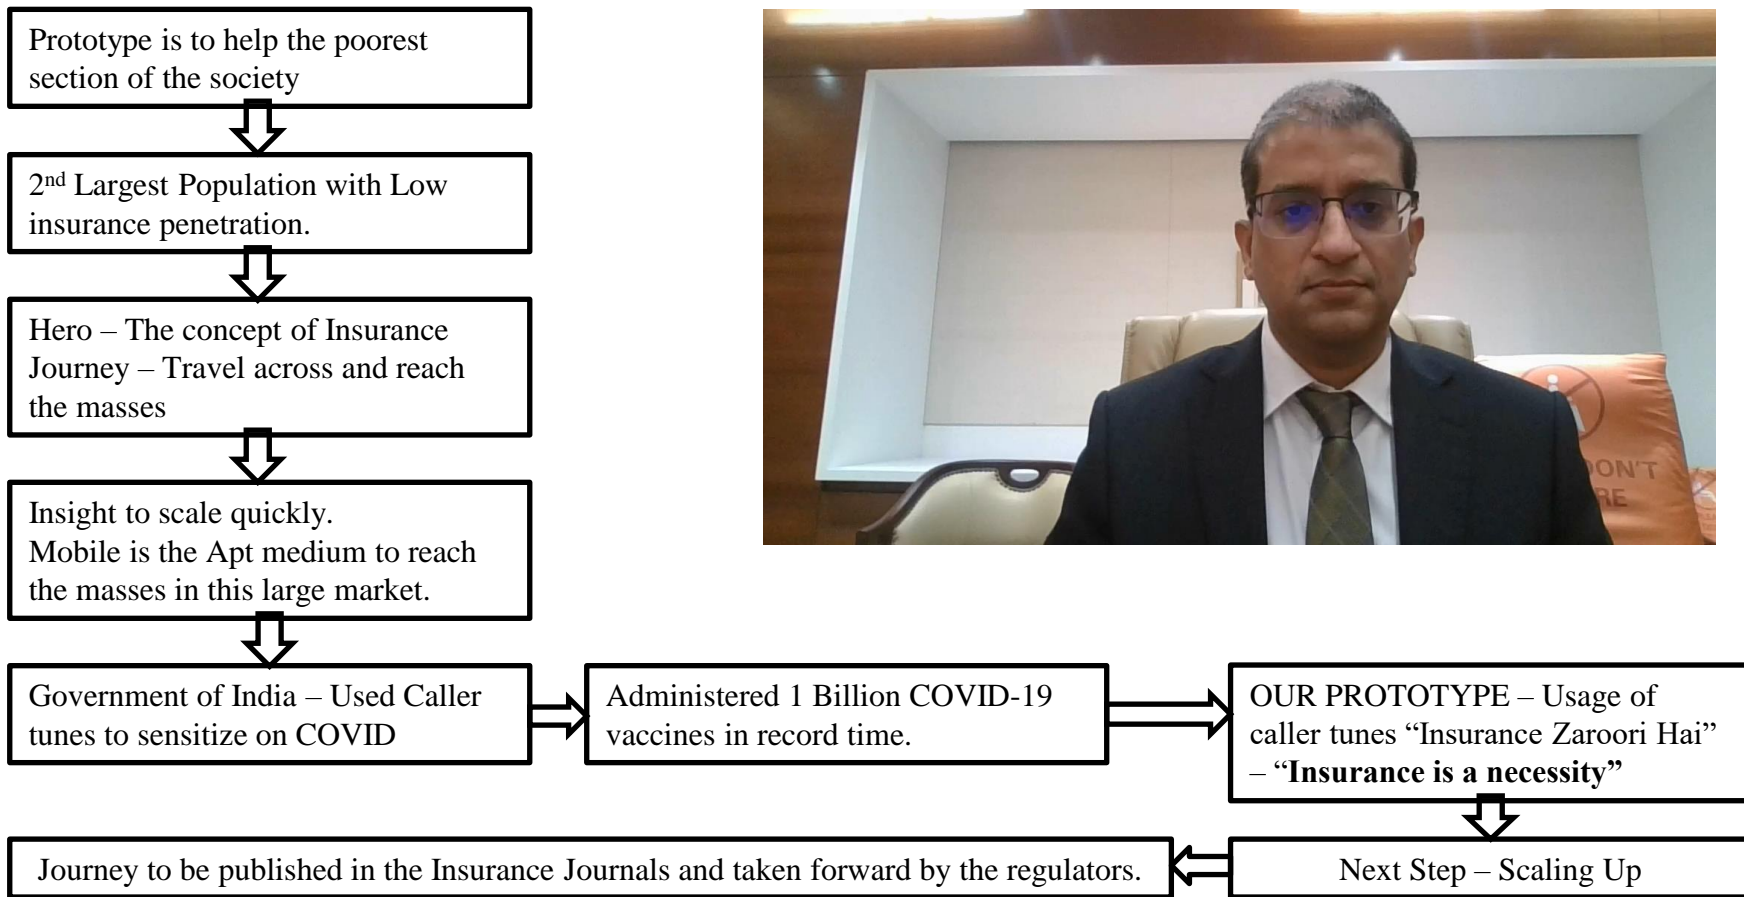 Prototype is to help the poorest
section of the society
2nd Largest Population with Low
insurance penetration.
Hero – The concept of Insurance
Journey – Travel across and reach
the masses
Insight to scale quickly.
Mobile is the Apt medium to reach
the masses in this large market.
Government of India – Used Caller
tunes to sensitize on COVID
Administered 1 Billion COVID-19
vaccines in record time.
OUR PROTOTYPE – Usage of
caller tunes “Insurance Zaroori Hai”
– “Insurance is a necessity”
Next Step – Scaling Up
Journey to be published in the Insurance Journals and taken forward by the regulators.
DON'T